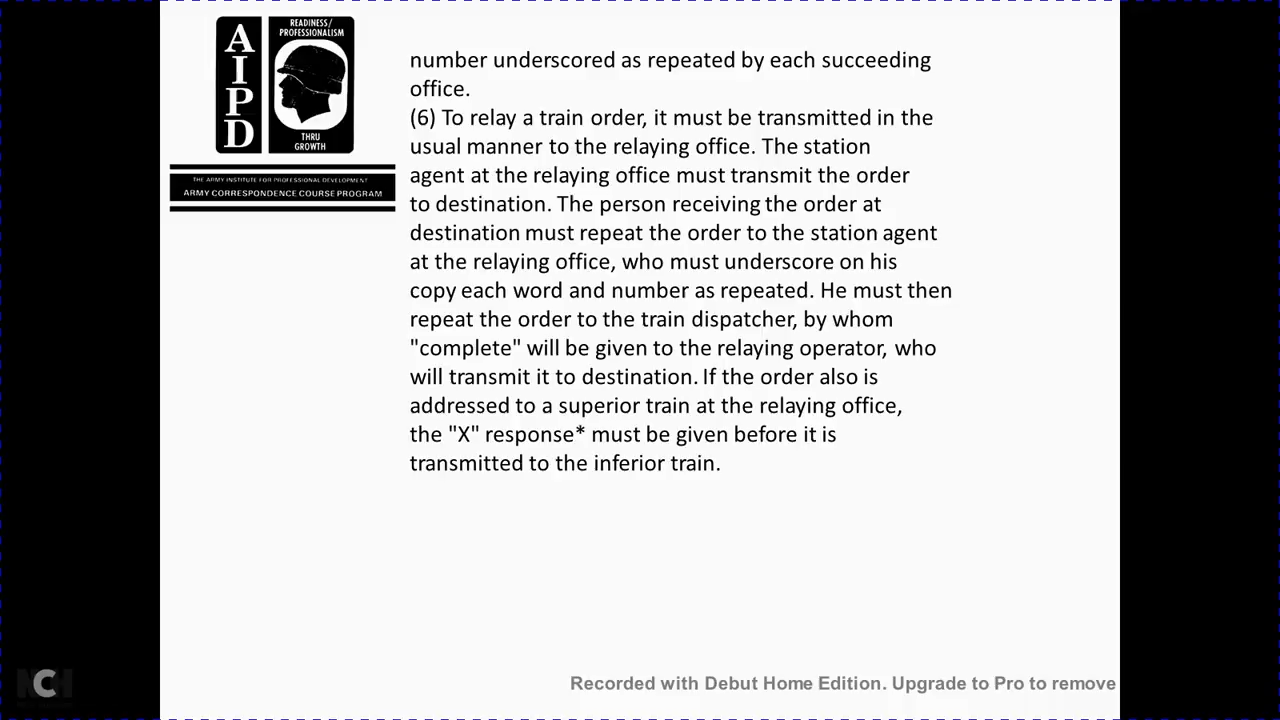 A
I
P
D
READINESS/
PROFESSIONALISM
THRU
GROWTH
THE ARMY INSTITUTE FOR PROFESSIONAL DEVELOPMENT
ARMY CORRESPONDENCE COURSE PROGRAM
number underscored as repeated by each succeeding
office.
(6) To relay a train order, it must be transmitted in the
usual manner to the relaying office. The station
agent at the relaying office must transmit the order
to destination. The person receiving the order at
destination must repeat the order to the station agent
at the relaying office, who must underscore on his
copy each word and number as repeated. He must then
repeat the order to the train dispatcher, by whom
"complete" will be given to the relaying operator, who
will transmit it to destination. If the order also is
addressed to a superior train at the relaying office,
the "X" response* must be given before it is
transmitted to the inferior train.
NCH
Recorded with Debut Home Edition. Upgrade to Pro to remove